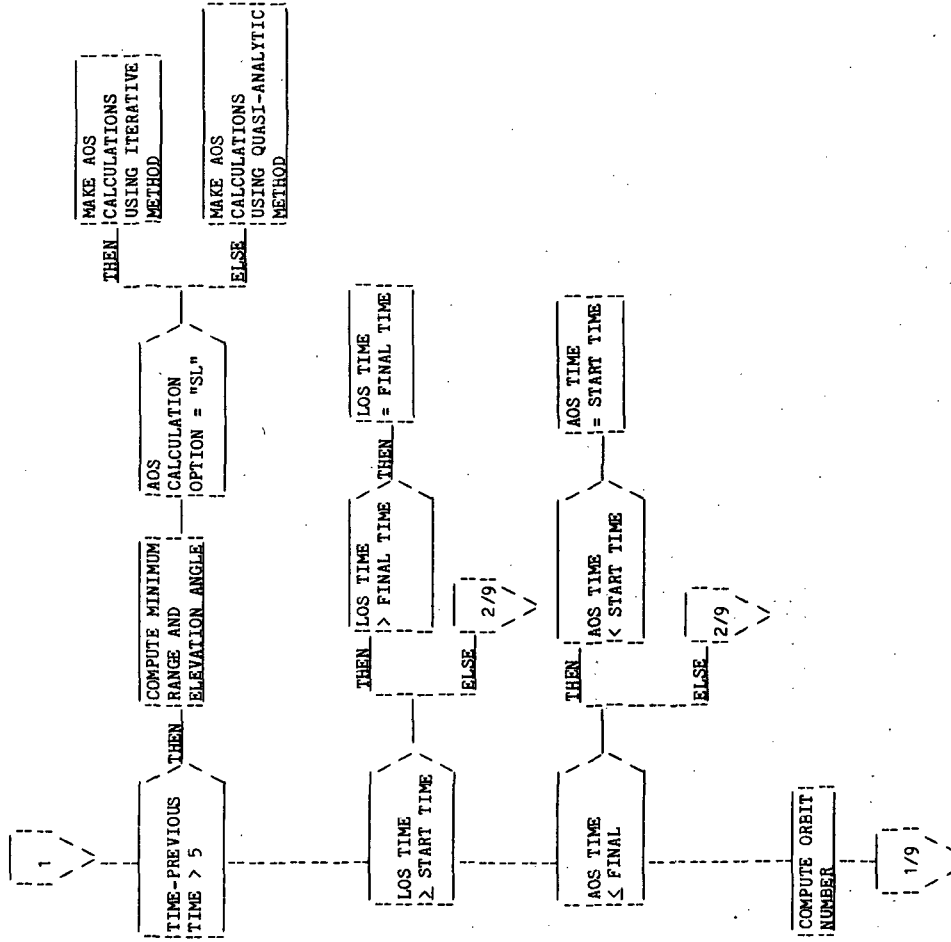 1
TIME-PREVIOUS
TIME > 5
THEN
COMPUTE MINIMUM
RANGE AND
ELEVATION ANGLE
AOS
CALCULATION
OPTION = "SL"
THEN
MAKE AOS
CALCULATIONS
USING ITERATIVE
METHOD
ELSE
MAKE AOS
CALCULATIONS
USING QUASI-ANALYTIC
METHOD
LOS TIME
≥ START TIME
THEN
LOS TIME
> FINAL TIME
THEN
LOS TIME
= FINAL TIME
ELSE
2/9
AOS TIME
≤ FINAL
THEN
AOS TIME
< START TIME
AOS TIME
= START TIME
ELSE
2/9
COMPUTE ORBIT
NUMBER
1/9